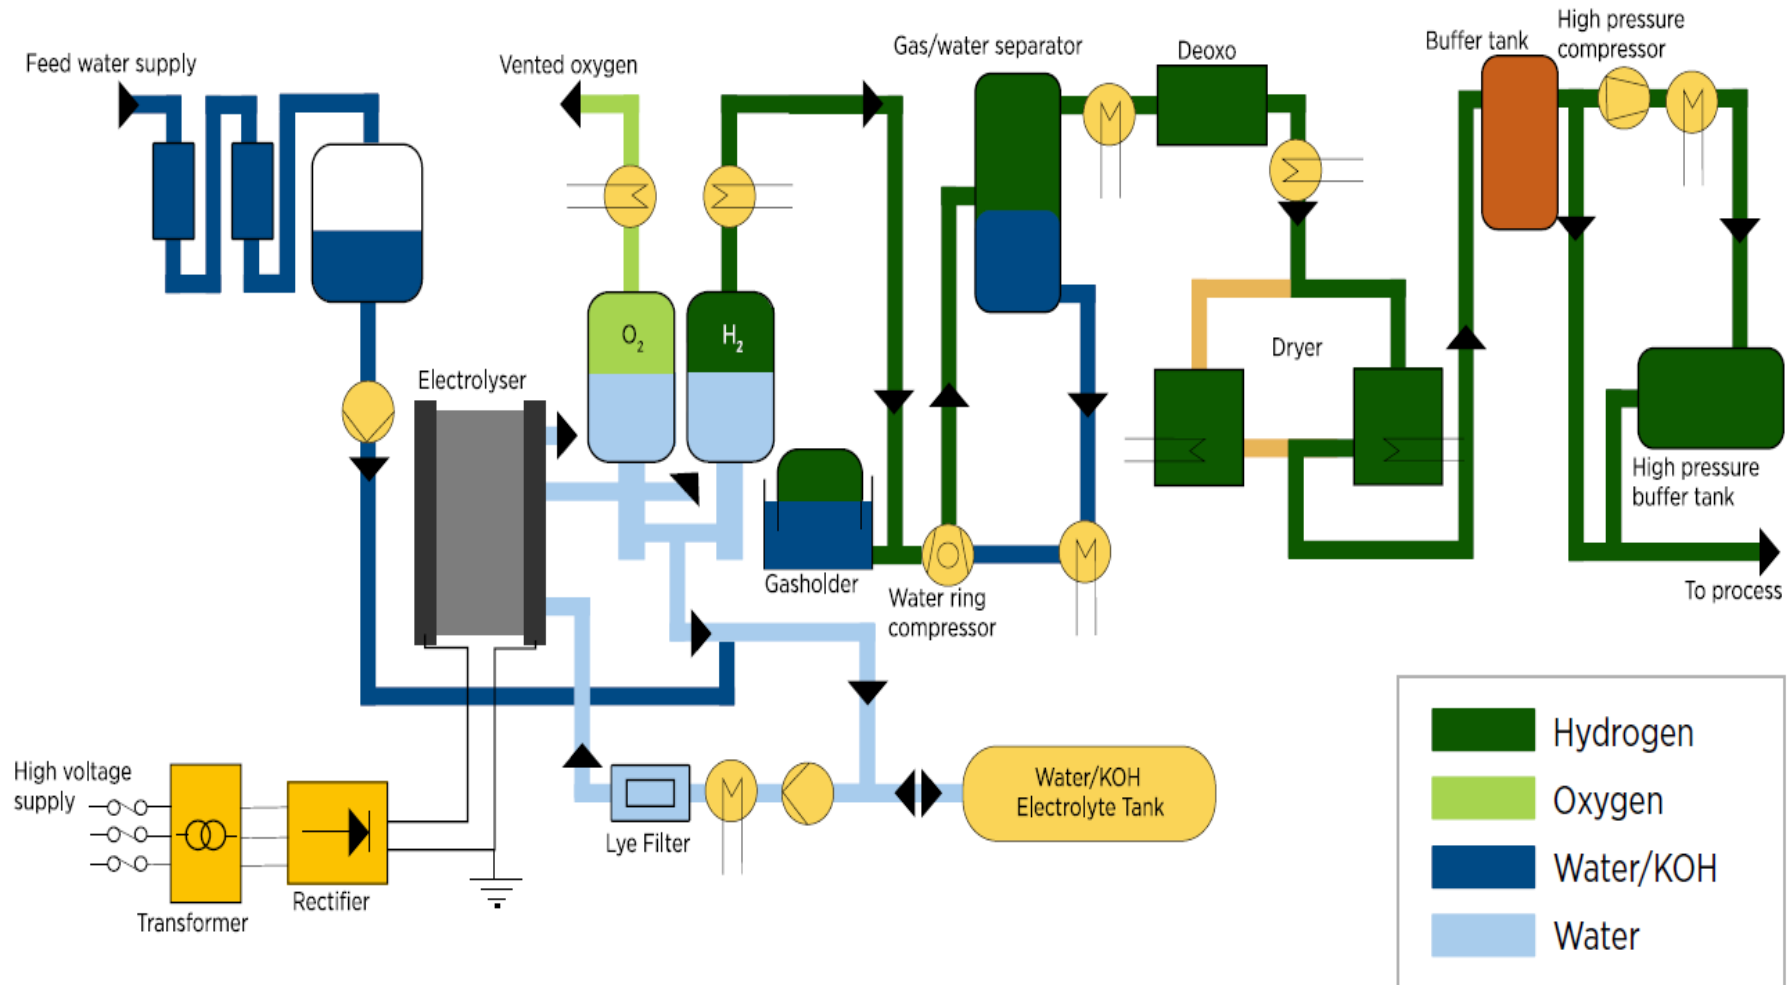 Feed water supply
Vented oxygen
Gas/water separator
Deoxo
Buffer tank
High pressure
compressor
O2
H2
Electrolyser
Dryer
Gasholder
Water ring
compressor
High pressure
buffer tank
To process
High voltage
supply
Transformer
Rectifier
Lye Filter
Water/KOH
Electrolyte Tank
Hydrogen
Oxygen
Water/KOH
Water